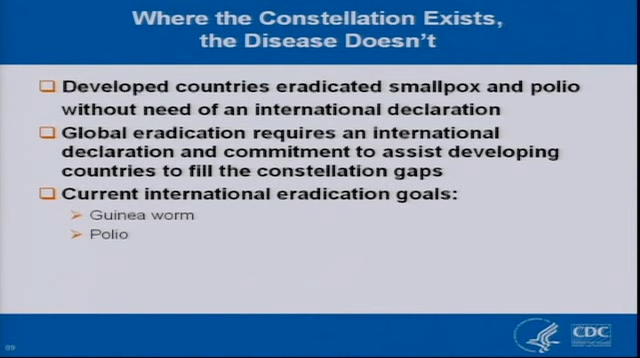 Where the Constellation Exists,
the Disease Doesn't
Developed countries eradicated smallpox and polio
without need of an international declaration
Global eradication requires an international
declaration and commitment to assist developing
countries to fill the constellation gaps
Current international eradication goals:
Guinea worm
Polio
89
CDC